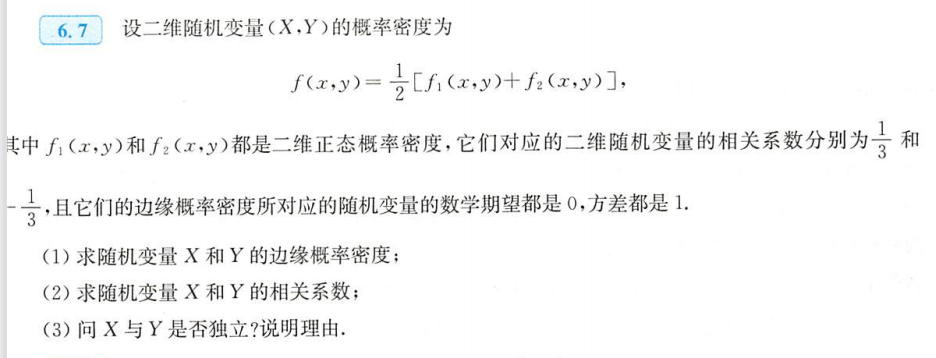 6.7 设二维随机变量(X,Y)的概率密度为
f(x,y)=\frac{1}{2}[f₁(x,y)+f₂(x,y)],
其中 f₁(x,y)和 f₂(x,y)都是二维正态概率密度,它们对应的二维随机变量的相关系数分别为\frac{1}{3} 和
-\frac{1}{3},且它们的边缘概率密度所对应的随机变量的数学期望都是 0,方差都是 1.
(1) 求随机变量 X 和 Y 的边缘概率密度;
(2) 求随机变量 X 和 Y 的相关系数;
(3) 问 X 与 Y 是否独立?说明理由.